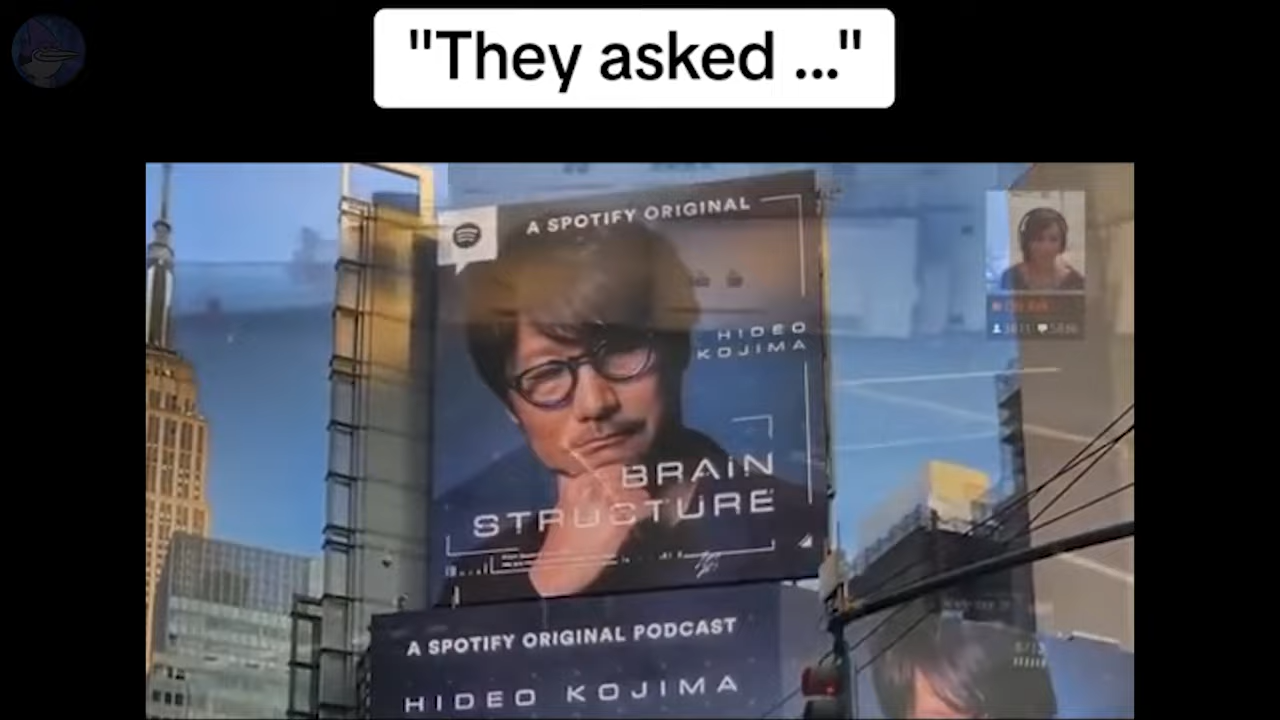 "They asked ..."
A SPOTIFY ORIGINAL
HIDEO
KOJIMA
BRAIN
STRUCTURE
A SPOTIFY ORIGINAL PODCAST
HIDEO KOJIMA